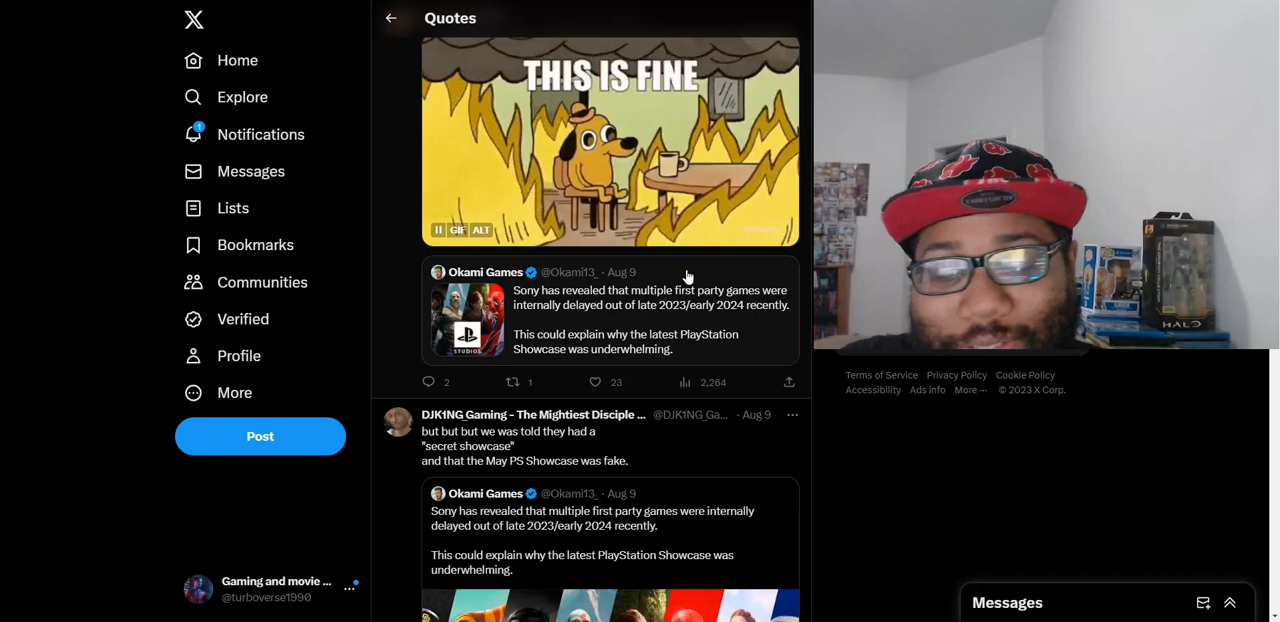 Quotes
Home
Explore
1
Notifications
Messages
Lists
Bookmarks
Communities
Verified
Profile
More
Post
Gaming and movie ...
@turboverse1990
THIS IS FINE
GIF ALT
Okami Games @Okami13_ · Aug 9
Sony has revealed that multiple first party games were
internally delayed out of late 2023/early 2024 recently.
This could explain why the latest PlayStation
Showcase was underwhelming.
STUDIOS
2 1 23 2,264
DJK1NG Gaming - The Mightiest Disciple ... @DJK1NG_Ga... · Aug 9
but but but we was told they had a
"secret showcase"
and that the May PS Showcase was fake.
Okami Games @Okami13_ · Aug 9
Sony has revealed that multiple first party games were internally
delayed out of late 2023/early 2024 recently.
This could explain why the latest PlayStation Showcase was
underwhelming.
HALO
Terms of Service Privacy Policy Cookie Policy
Accessibility Ads info More ··· © 2023 X Corp.
Messages